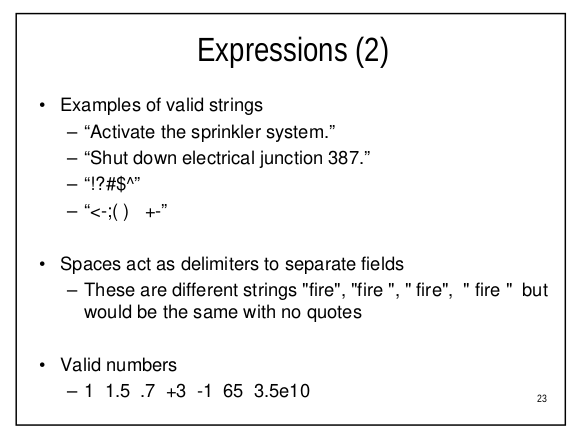 Expressions (2)
• Examples of valid strings
– “Activate the sprinkler system.”
– “Shut down electrical junction 387.”
– “!?#$^”
– “<-;( )   +-”
• Spaces act as delimiters to separate fields
– These are different strings "fire", "fire ", " fire",  " fire "  but
would be the same with no quotes
• Valid numbers
– 1  1.5  .7  +3  -1  65  3.5e10
23